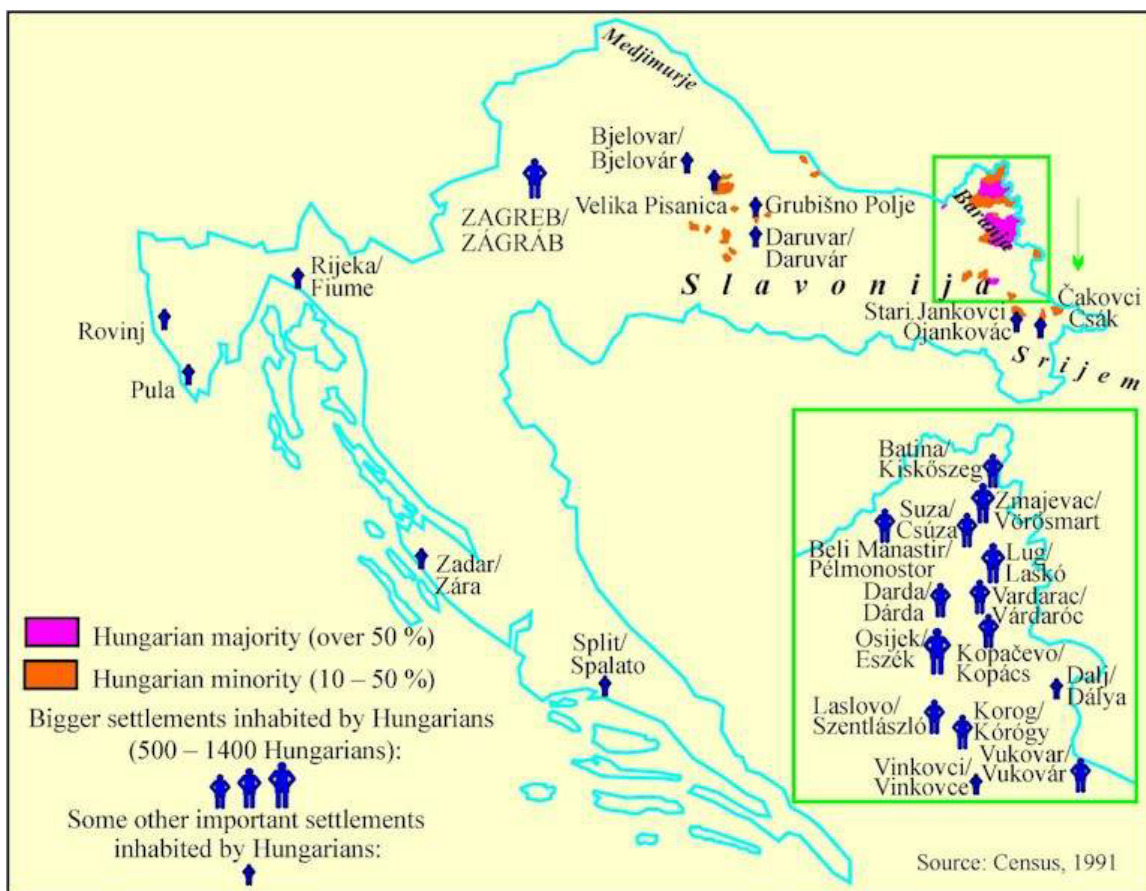 Medjimurje
Bjelovar/
Bjelovár
ZAGREB/
ZÁGRÁB
Velika Pisanica
Grubišno Polje
Daruvar/
Daruvár
Baranija
Rijeka/
Fiume
Slavonija
Čakovci
Csák
Stari Jankovci
Ojankovác
Rovinj
Srijem
Pula
Batina/
Kiskőszeg
Suza/
Csúza
Zmajevac/
Vörösmart
Beli Manastir/
Pélmonostor
Lug/
Laskó
Zadar/
Zára
Darda/
Dárda
Vardarac/
Várdaróc
Osijek/
Eszék
Kopačevo/
Kopács
Split/
Spalato
Dalj/
Dálya
Laslovo/
Szentlászló
Korog/
Kórógy
Vinkovci/
Vinkovce
Vukovar/
Vukovár
Hungarian majority (over 50 %)
Hungarian minority (10 – 50 %)
Bigger settlements inhabited by Hungarians
(500 – 1400 Hungarians):
Some other important settlements
inhabited by Hungarians:
Source: Census, 1991